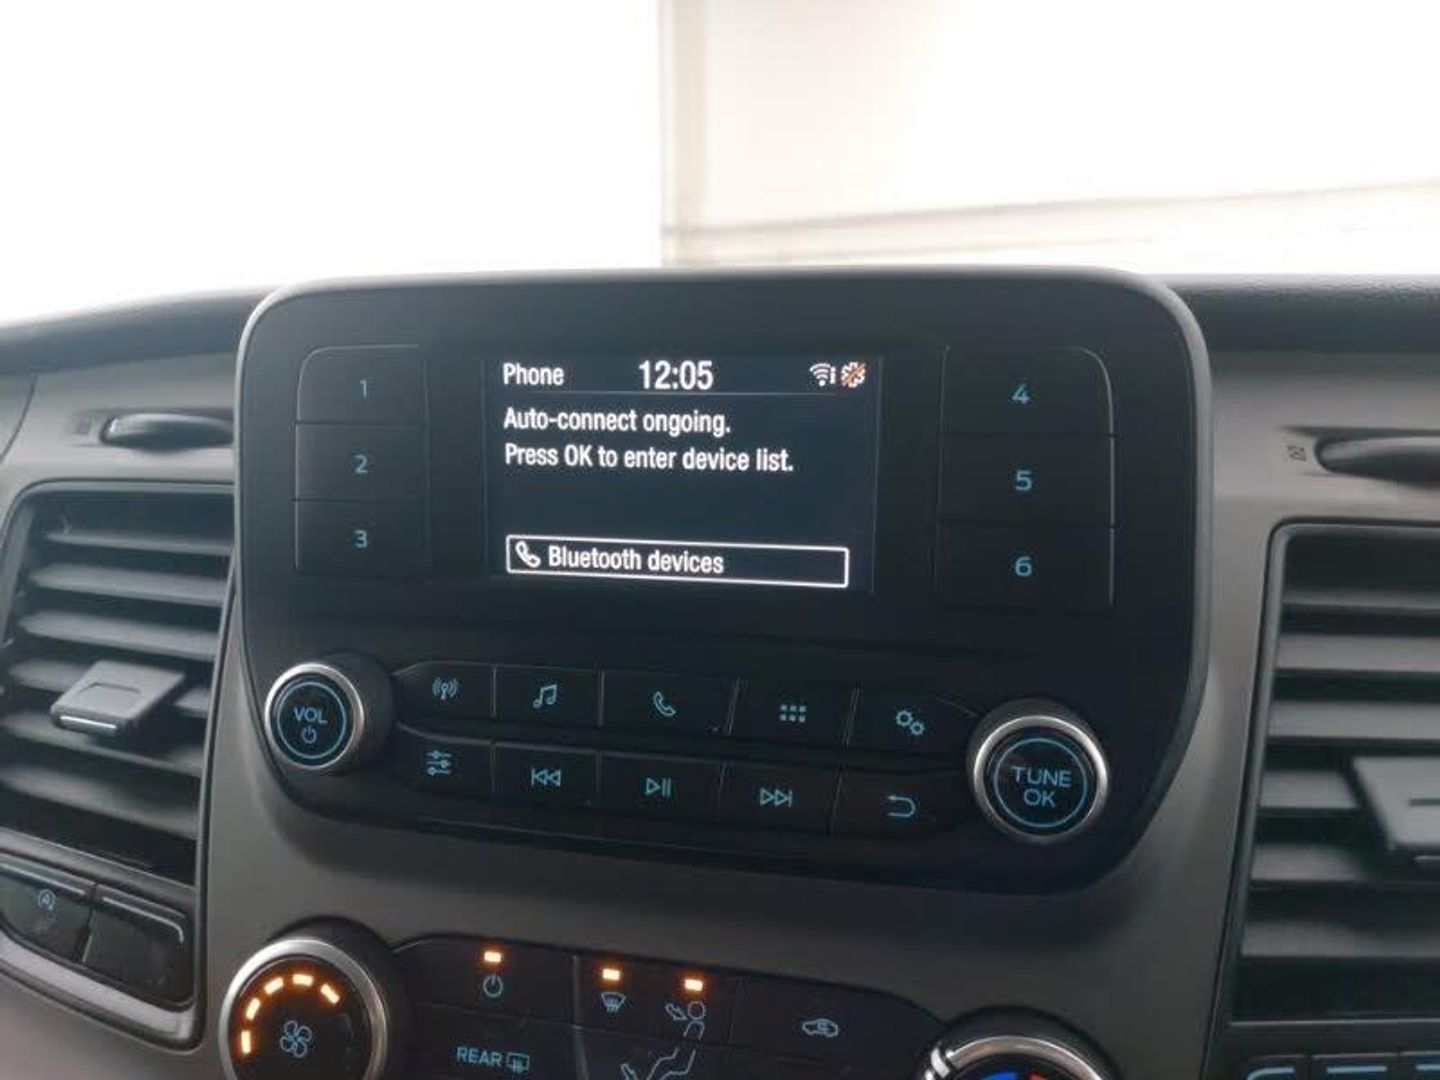 Phone 12:05
Auto-connect ongoing.
Press OK to enter device list.
Bluetooth devices
1
2
3
4
5
6
VOL
TUNE
OK
REAR